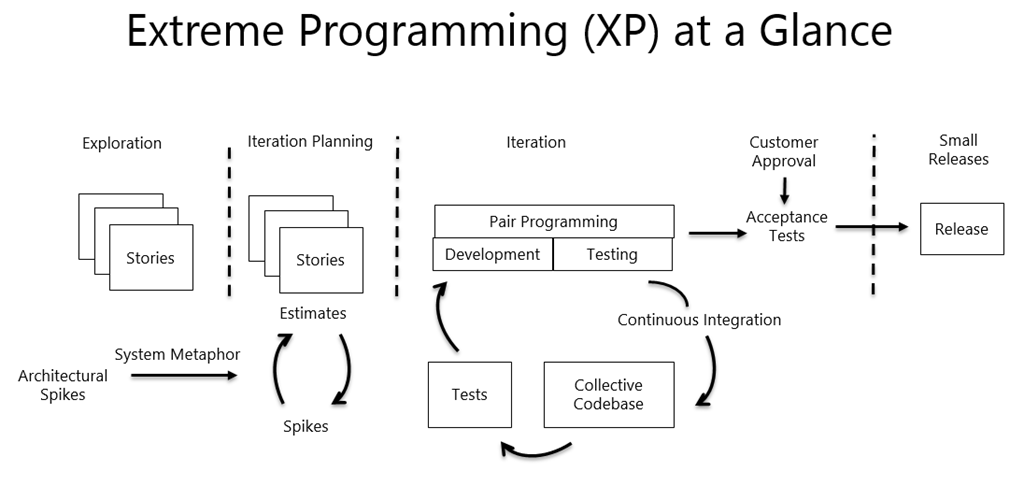 Extreme Programming (XP) at a Glance
Exploration
Iteration Planning
Iteration
Customer
Approval
Small
Releases
Stories
Stories
Pair Programming
Development
Testing
Acceptance
Tests
Release
Estimates
Continuous Integration
System Metaphor
Architectural
Spikes
Spikes
Tests
Collective
Codebase